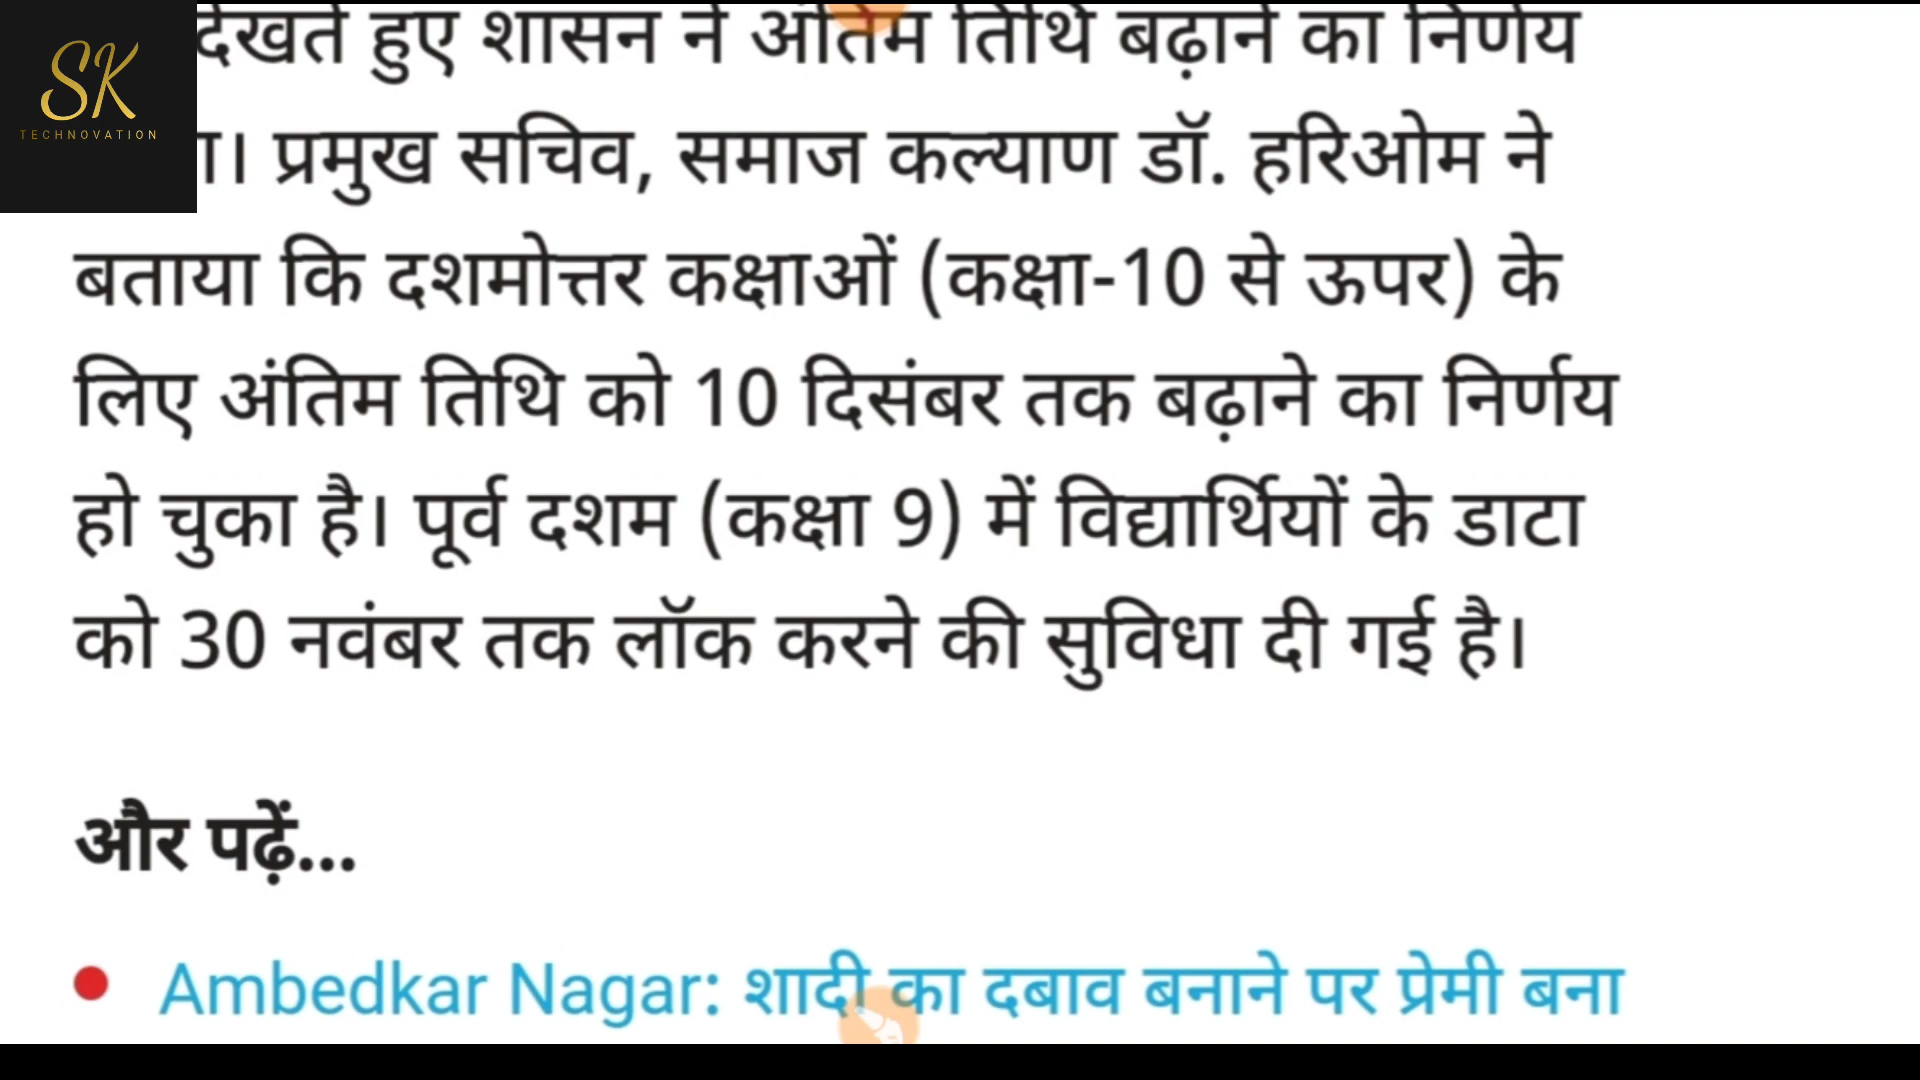 SK
TECHNOVATION
देखते हुए शासन ने अंतिम तिथि बढ़ाने का निर्णय
प्रमुख सचिव, समाज कल्याण डॉ. हरिओम ने
बताया कि दशमोत्तर कक्षाओं (कक्षा-10 से ऊपर) के
लिए अंतिम तिथि को 10 दिसंबर तक बढ़ाने का निर्णय
हो चुका है। पूर्व दशम (कक्षा 9) में विद्यार्थियों के डाटा
को 30 नवंबर तक लॉक करने की सुविधा दी गई है।
और पढ़ें...
Ambedkar Nagar: शादी का दबाव बनाने पर प्रेमी बना